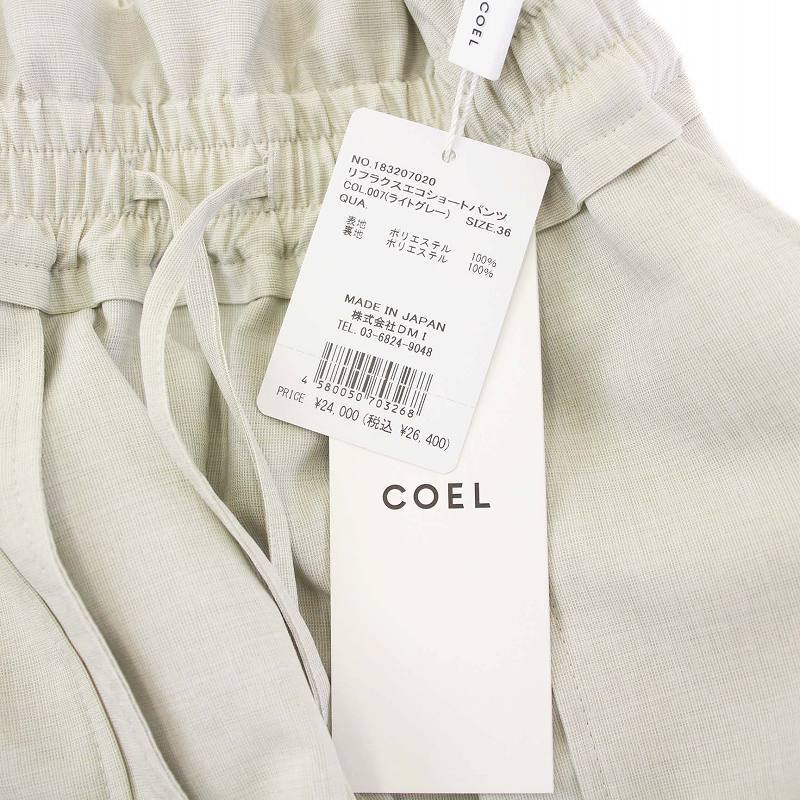 COEL
NO.183207020
リフラクスエコショートパンツ
COL.007(ライトグレー)
QUA. SIZE.36
表地 ポリエステル 100%
裏地 ポリエステル 100%
MADE IN JAPAN
株式会社DMI
TEL. 03-6824-9048
4 580050 703268
PRICE ¥24,000(税込 ¥26,400)
COEL